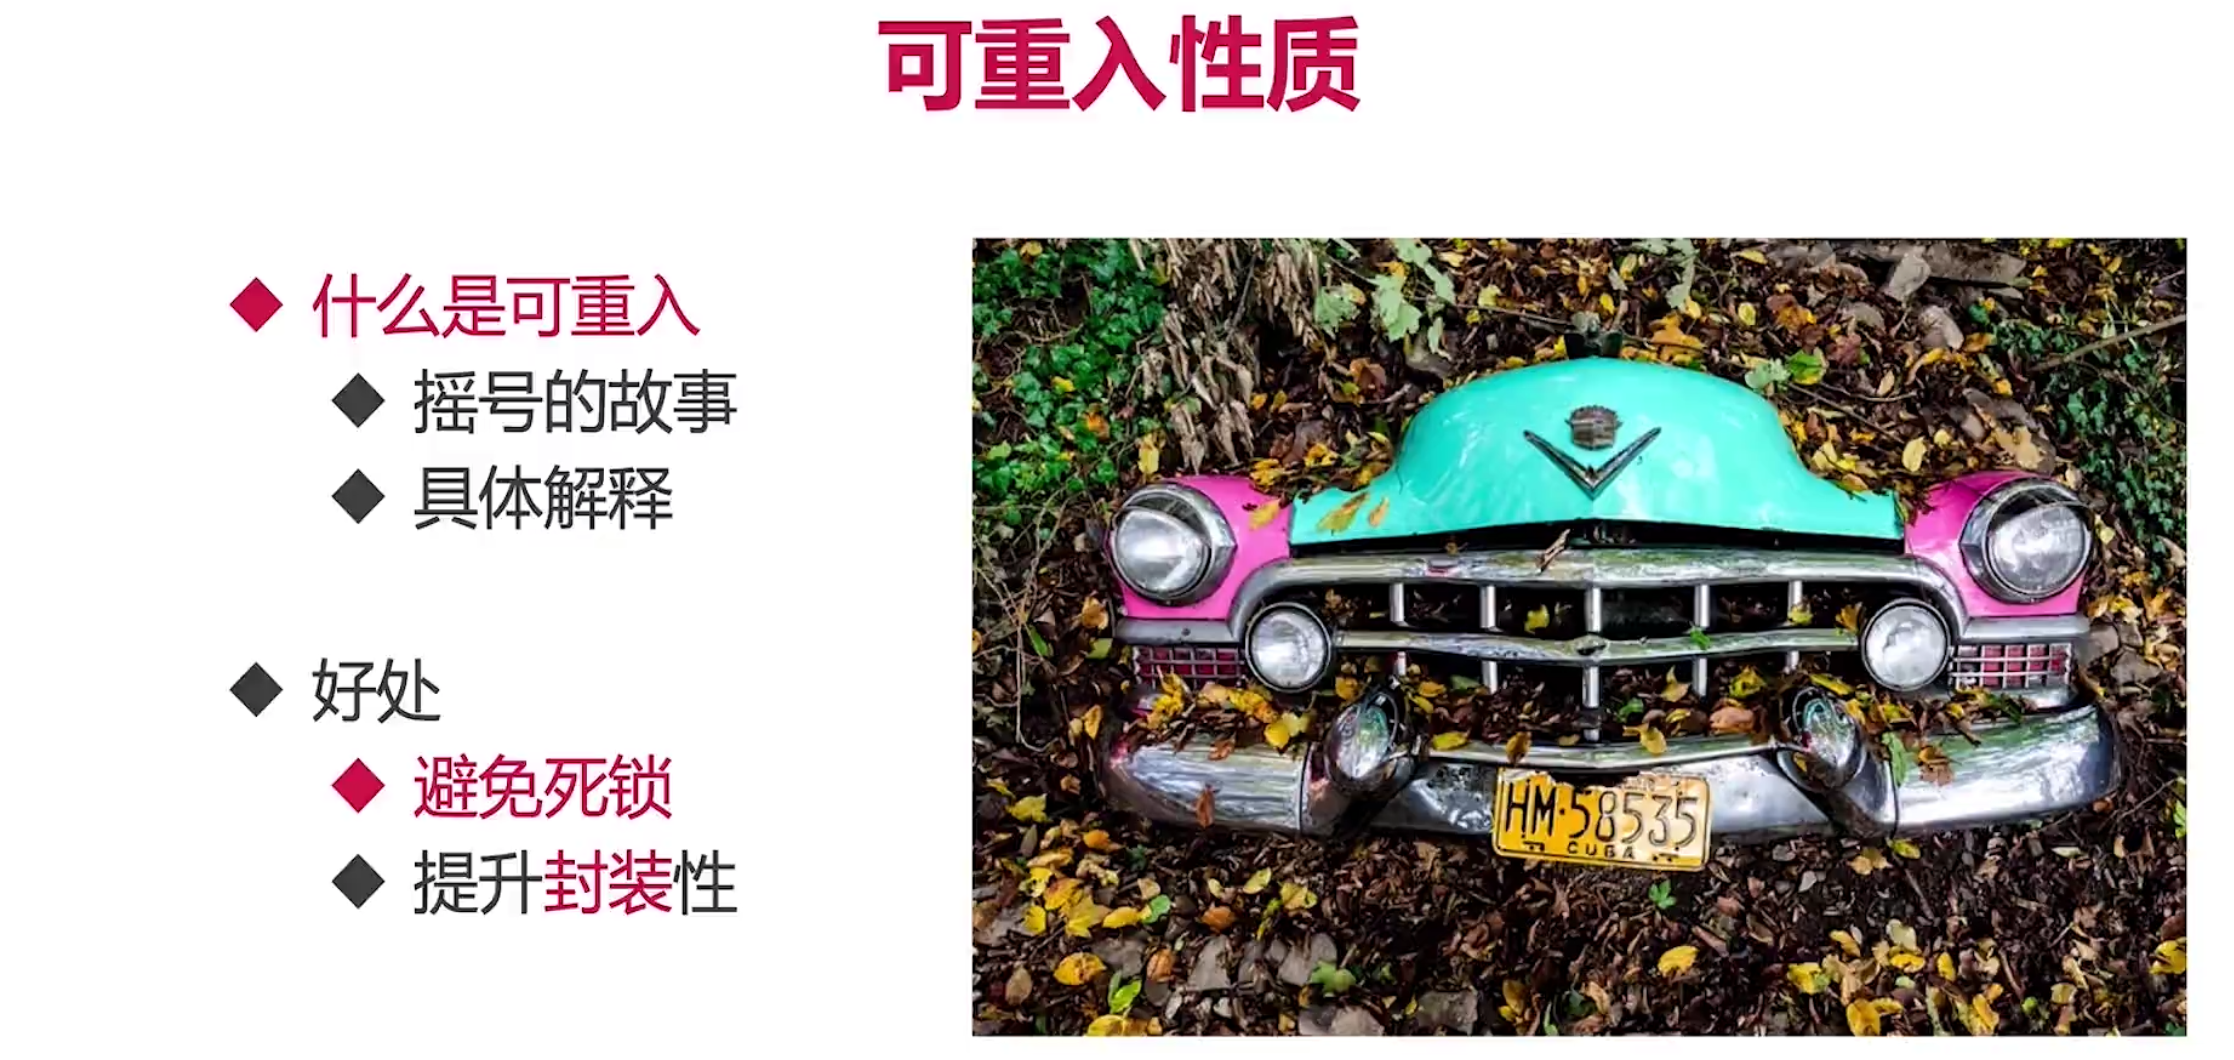 可重入性质
什么是可重入
摇号的故事
具体解释
好处
避免死锁
提升封装性
HM·58535
CUBA